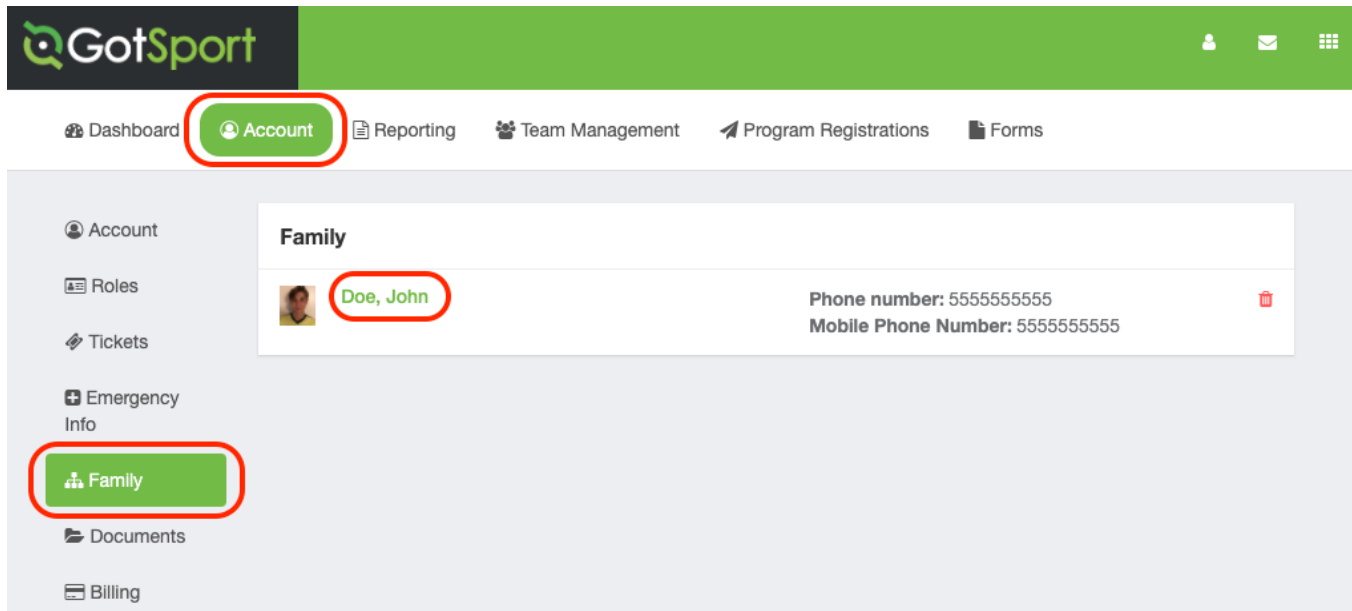 GotSport
Dashboard Account Reporting Team Management Program Registrations Forms
Account
Roles
Tickets
Emergency
Info
Family
Documents
Billing
Family
Doe, John
Phone number: 5555555555
Mobile Phone Number: 5555555555